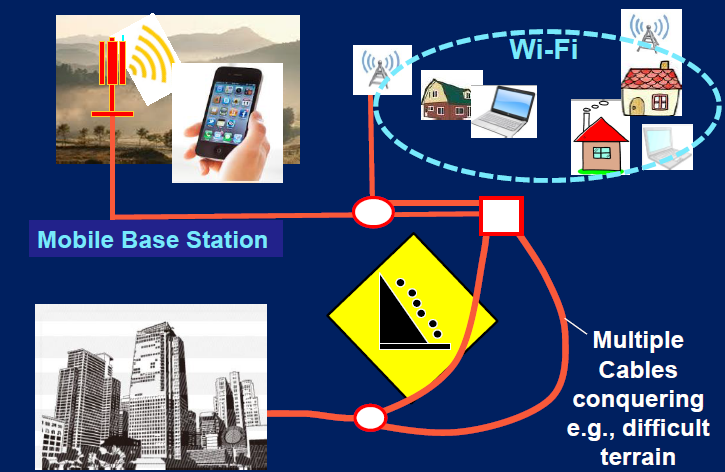 Wi-Fi
Mobile Base Station
Multiple
Cables
conquering
e.g., difficult
terrain